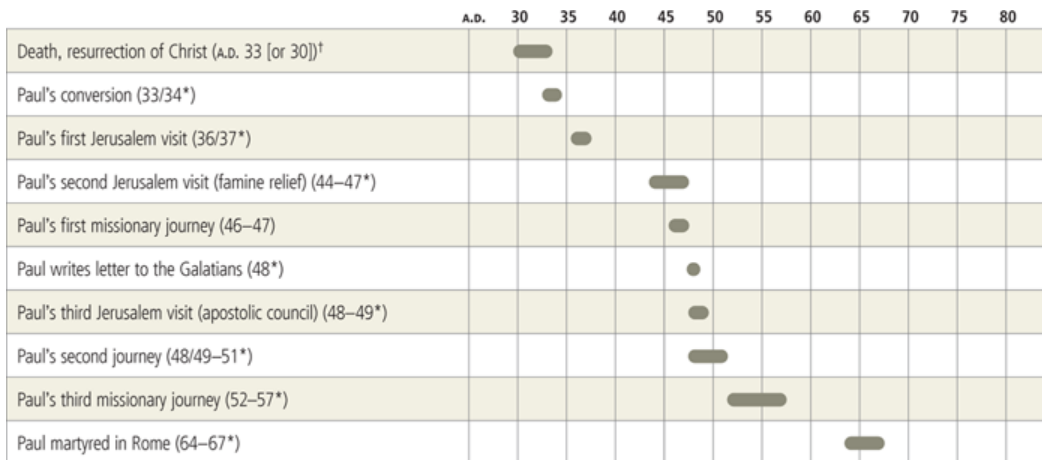 A.D. 30 35 40 45 50 55 60 65 70 75 80
Death, resurrection of Christ (A.D. 33 [or 30])†
Paul's conversion (33/34*)
Paul's first Jerusalem visit (36/37*)
Paul's second Jerusalem visit (famine relief) (44–47*)
Paul's first missionary journey (46–47)
Paul writes letter to the Galatians (48*)
Paul's third Jerusalem visit (apostolic council) (48–49*)
Paul's second journey (48/49–51*)
Paul's third missionary journey (52–57*)
Paul martyred in Rome (64–67*)